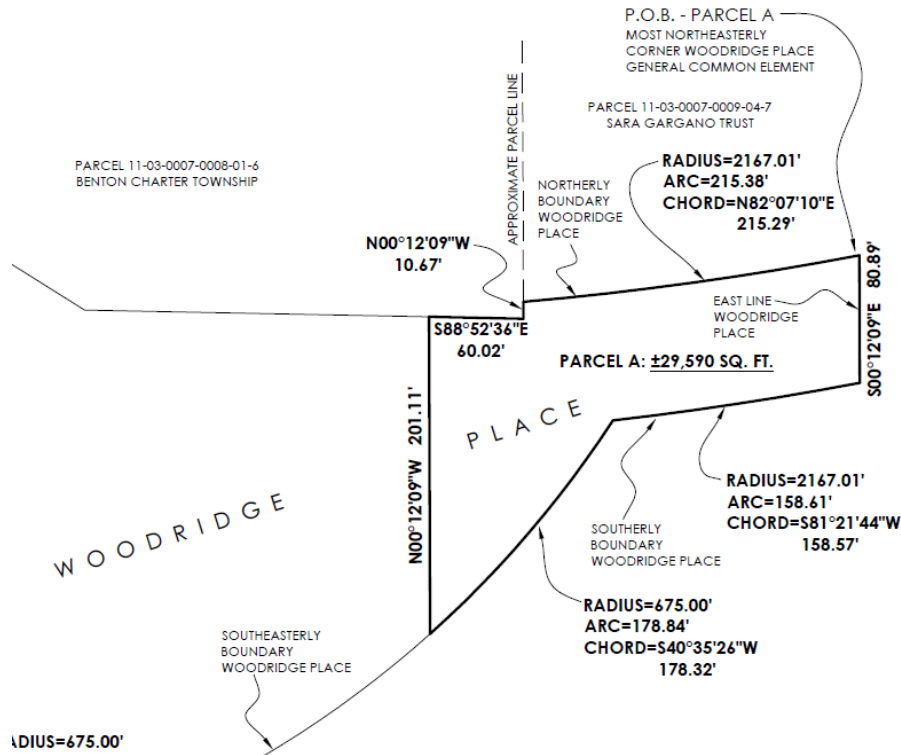 P.O.B. - PARCEL A
MOST NORTHEASTERLY
CORNER WOODRIDGE PLACE
GENERAL COMMON ELEMENT
APPROXIMATE PARCEL LINE
PARCEL 11-03-0007-0009-04-7
SARA GARGANO TRUST
PARCEL 11-03-0007-0008-01-6
BENTON CHARTER TOWNSHIP
RADIUS=2167.01'
ARC=215.38'
CHORD=N82°07'10"E
215.29'
NORTHERLY
BOUNDARY
WOODRIDGE
PLACE
N00°12'09"W
10.67'
S00°12'09"E 80.89'
EAST LINE
WOODRIDGE
PLACE
S88°52'36"E
60.02'
PARCEL A: ±29,590 SQ. FT.
N00°12'09"W 201.11'
WOODRIDGE PLACE
RADIUS=2167.01'
ARC=158.61'
CHORD=S81°21'44"W
158.57'
SOUTHERLY
BOUNDARY
WOODRIDGE PLACE
RADIUS=675.00'
ARC=178.84'
CHORD=S40°35'26"W
178.32'
SOUTHEASTERLY
BOUNDARY
WOODRIDGE PLACE
ADIUS=675.00'